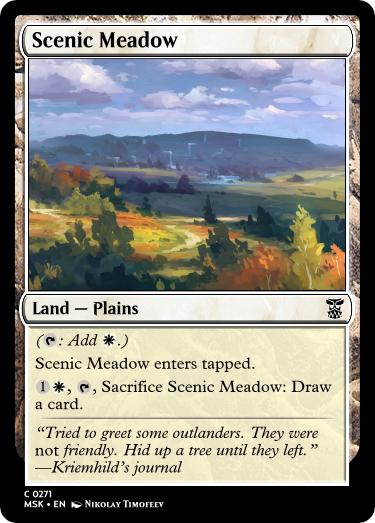 Scenic Meadow
Land — Plains
(T: Add W.)
Scenic Meadow enters tapped.
1 W, T, Sacrifice Scenic Meadow: Draw
a card.
"Tried to greet some outlanders. They were
not friendly. Hid up a tree until they left."
—Kriemhild's journal
C 0271
MSK • EN Nikolay Timofeev